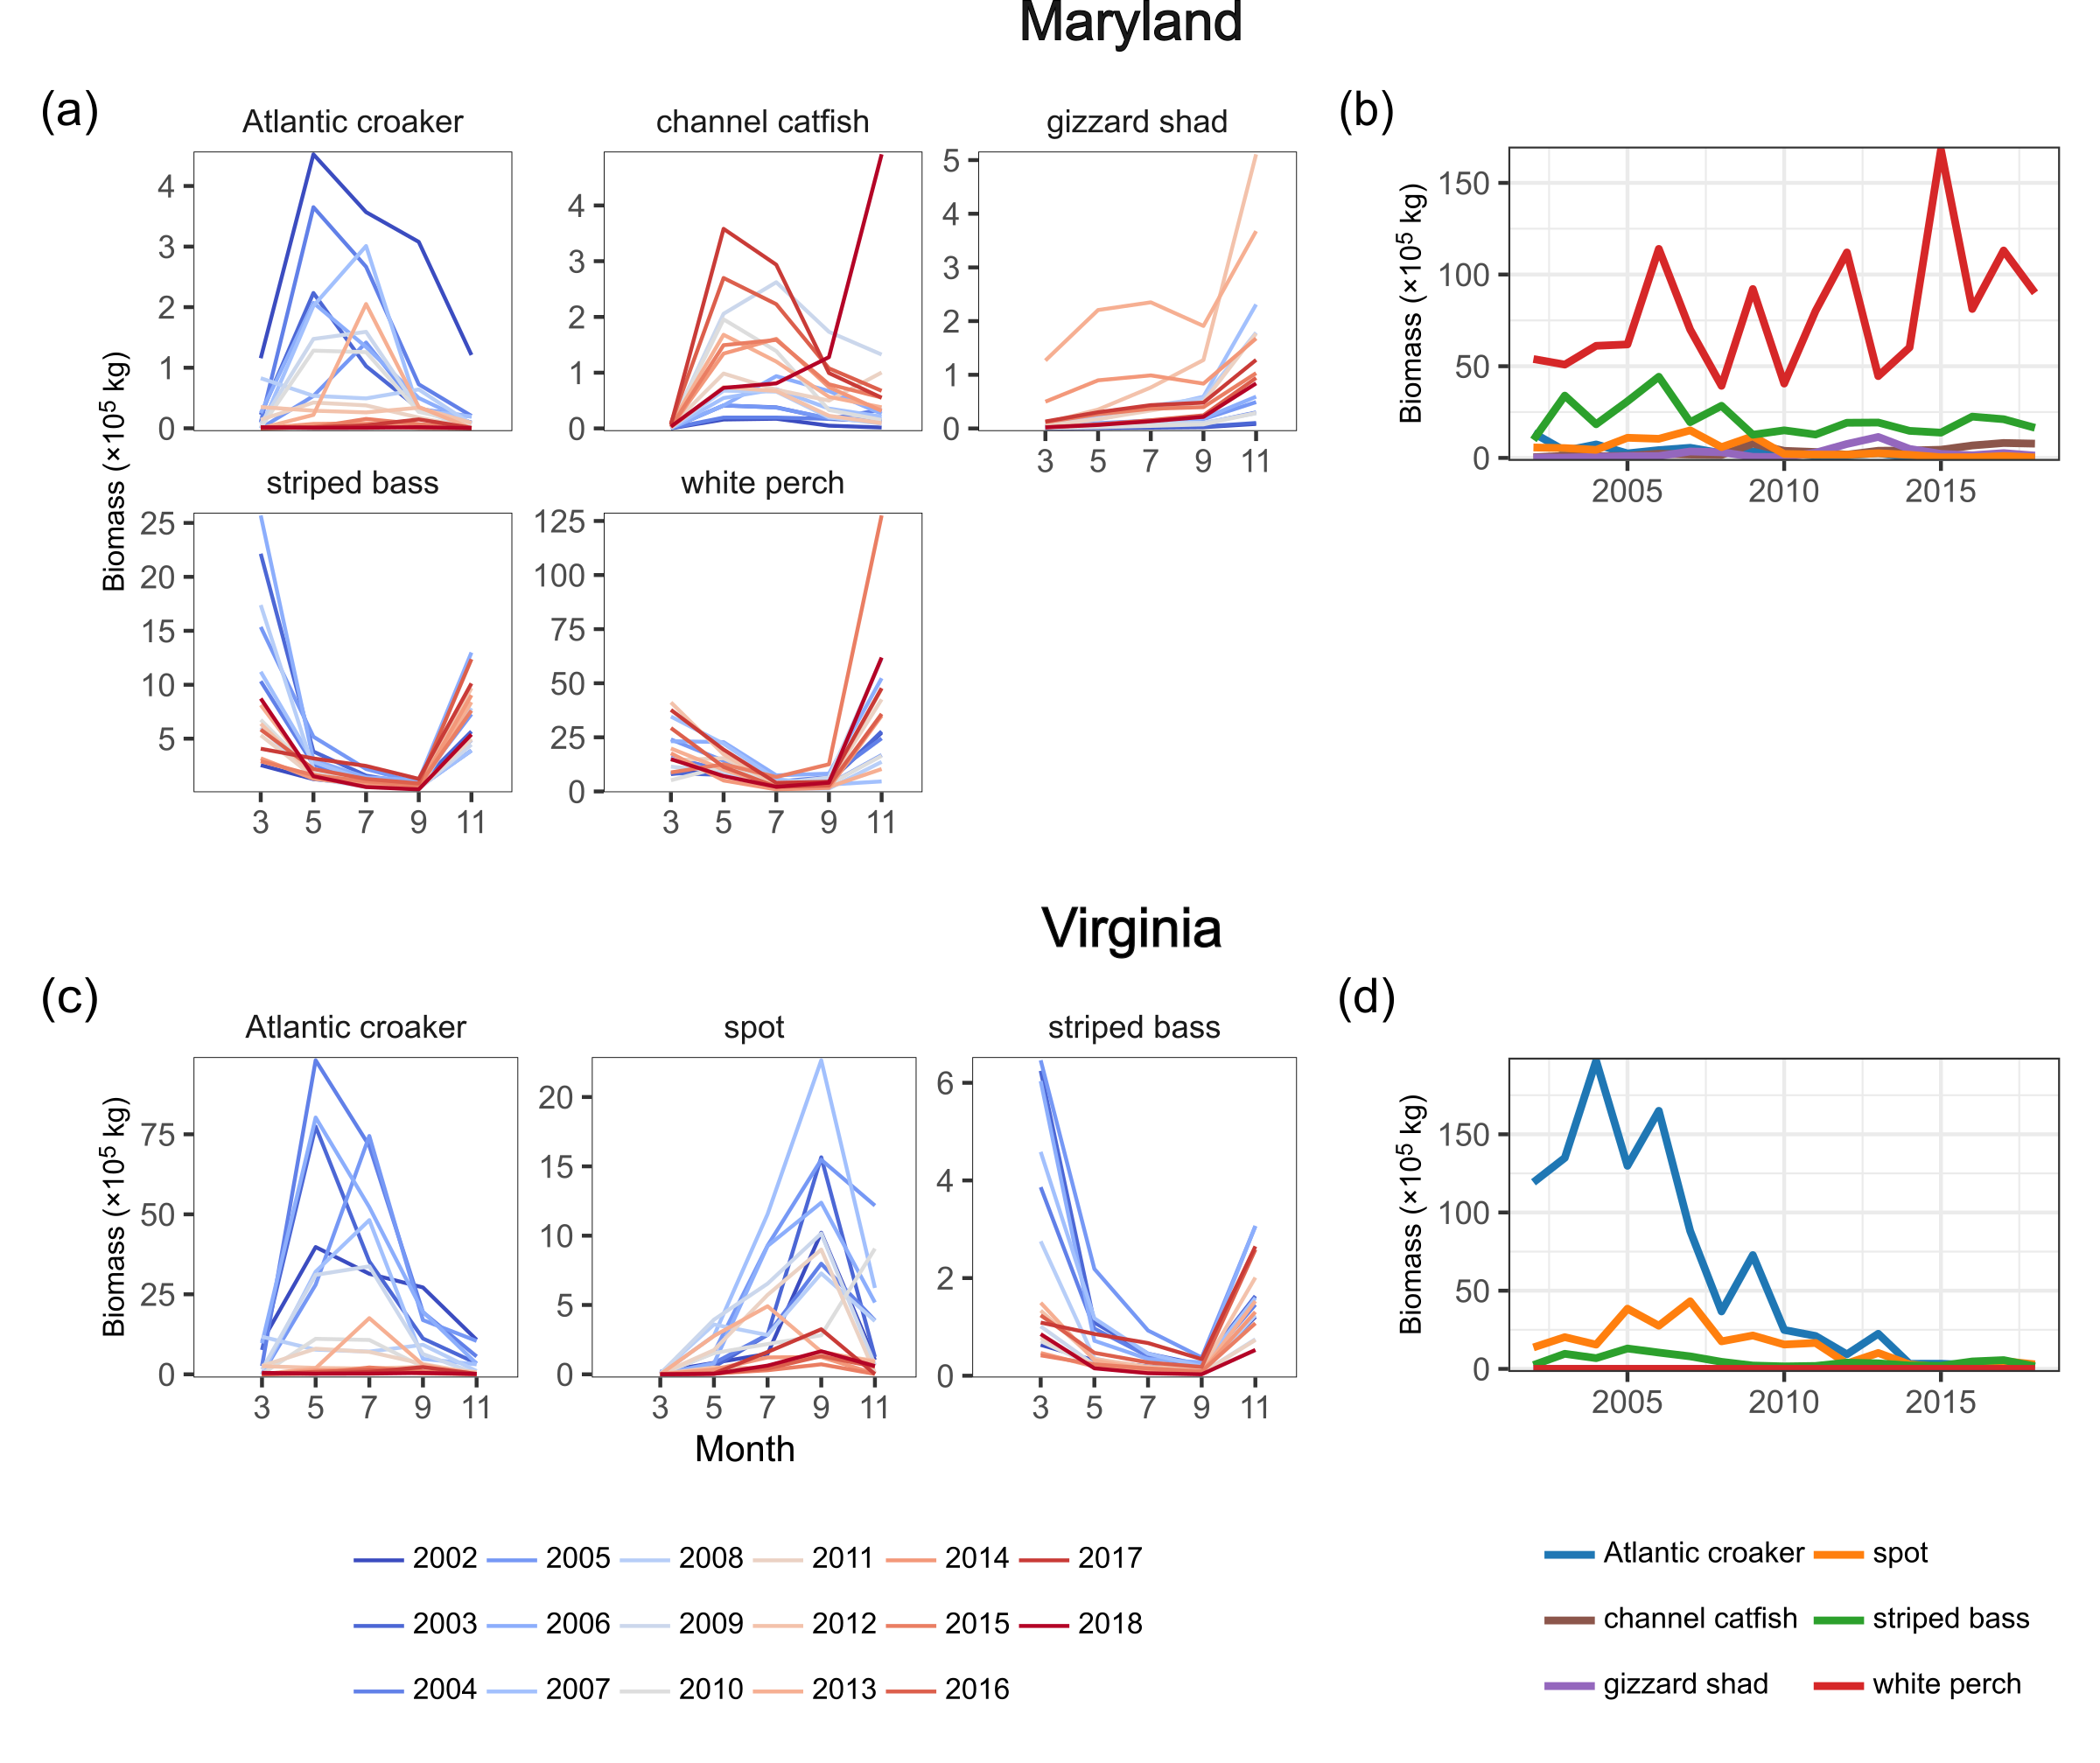 Maryland
(a)
(b)
Atlantic croaker
channel catfish
gizzard shad
Biomass (×10⁵ kg)
4
3
2
1
0
4
3
2
1
0
5
4
3
2
1
0
3 5 7 9 11
striped bass
white perch
25
20
15
10
5
3 5 7 9 11
125
100
75
50
25
0
3 5 7 9 11
Biomass (×10⁵ kg)
150
100
50
0
2005 2010 2015
Virginia
(c)
(d)
Atlantic croaker
spot
striped bass
Biomass (×10⁵ kg)
75
50
25
0
3 5 7 9 11
20
15
10
5
0
3 5 7 9 11
6
4
2
0
3 5 7 9 11
Month
Biomass (×10⁵ kg)
150
100
50
0
2005 2010 2015
2002 2005 2008 2011 2014 2017
2003 2006 2009 2012 2015 2018
2004 2007 2010 2013 2016
Atlantic croaker spot
channel catfish striped bass
gizzard shad white perch